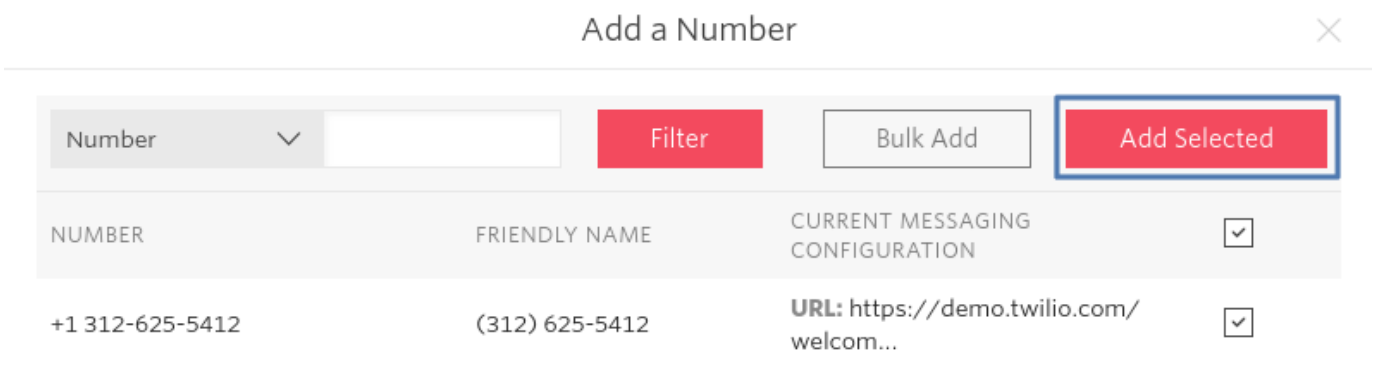 Add a Number
Number Filter Bulk Add Add Selected
NUMBER FRIENDLY NAME CURRENT MESSAGING
CONFIGURATION
+1 312-625-5412 (312) 625-5412 URL: https://demo.twilio.com/
welcom...